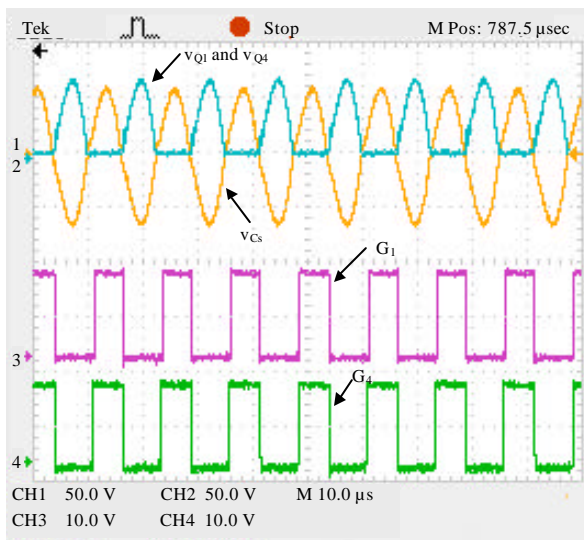 Tek Stop M Pos: 787.5 µsec
vQ1 and vQ4
1
2
vCs
G1
3
G4
4
CH1 50.0 V CH2 50.0 V M 10.0 µs
CH3 10.0 V CH4 10.0 V